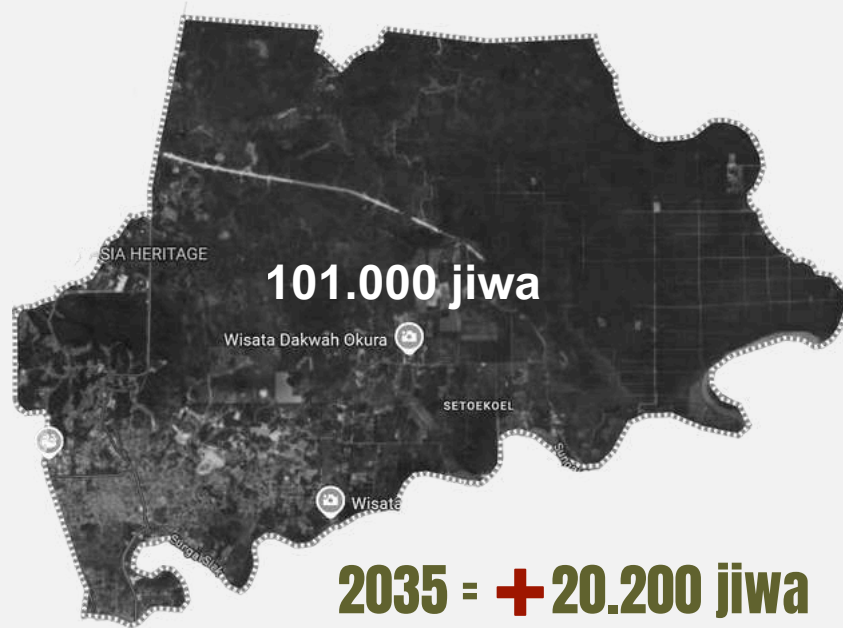 SIA HERITAGE
101.000 jiwa
Wisata Dakwah Okura
SETOEKOEL
Wisata
2035 = + 20.200 jiwa